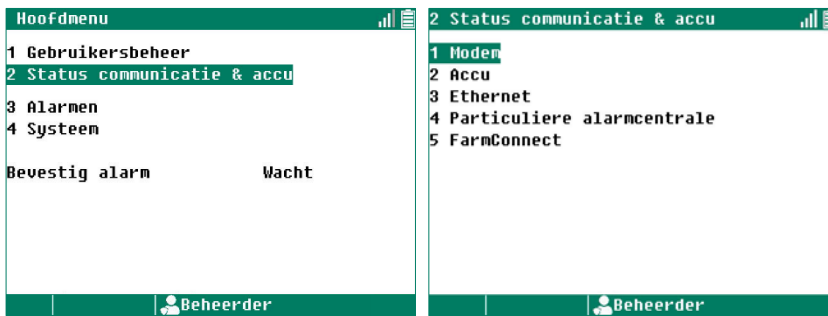 Hoofdmenu
1 Gebruikersbeheer
2 Status communicatie & accu
3 Alarmen
4 Systeem
Bevestig alarm Wacht
Beheerder
2 Status communicatie & accu
1 Modem
2 Accu
3 Ethernet
4 Particuliere alarmcentrale
5 FarmConnect
Beheerder